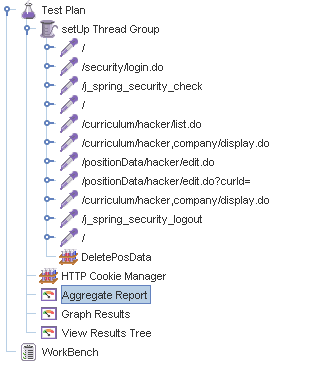 Test Plan
setUp Thread Group
/
/security/login.do
/j_spring_security_check
/
/curriculum/hacker/list.do
/curriculum/hacker,company/display.do
/positionData/hacker/edit.do
/positionData/hacker/edit.do?curId=
/curriculum/hacker,company/display.do
/j_spring_security_logout
/
DeletePosData
HTTP Cookie Manager
Aggregate Report
Graph Results
View Results Tree
WorkBench